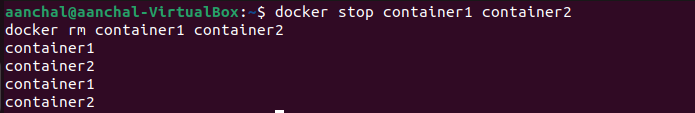 aanchal@aanchal-VirtualBox:~$ docker stop container1 container2
docker rm container1 container2
container1
container2
container1
container2